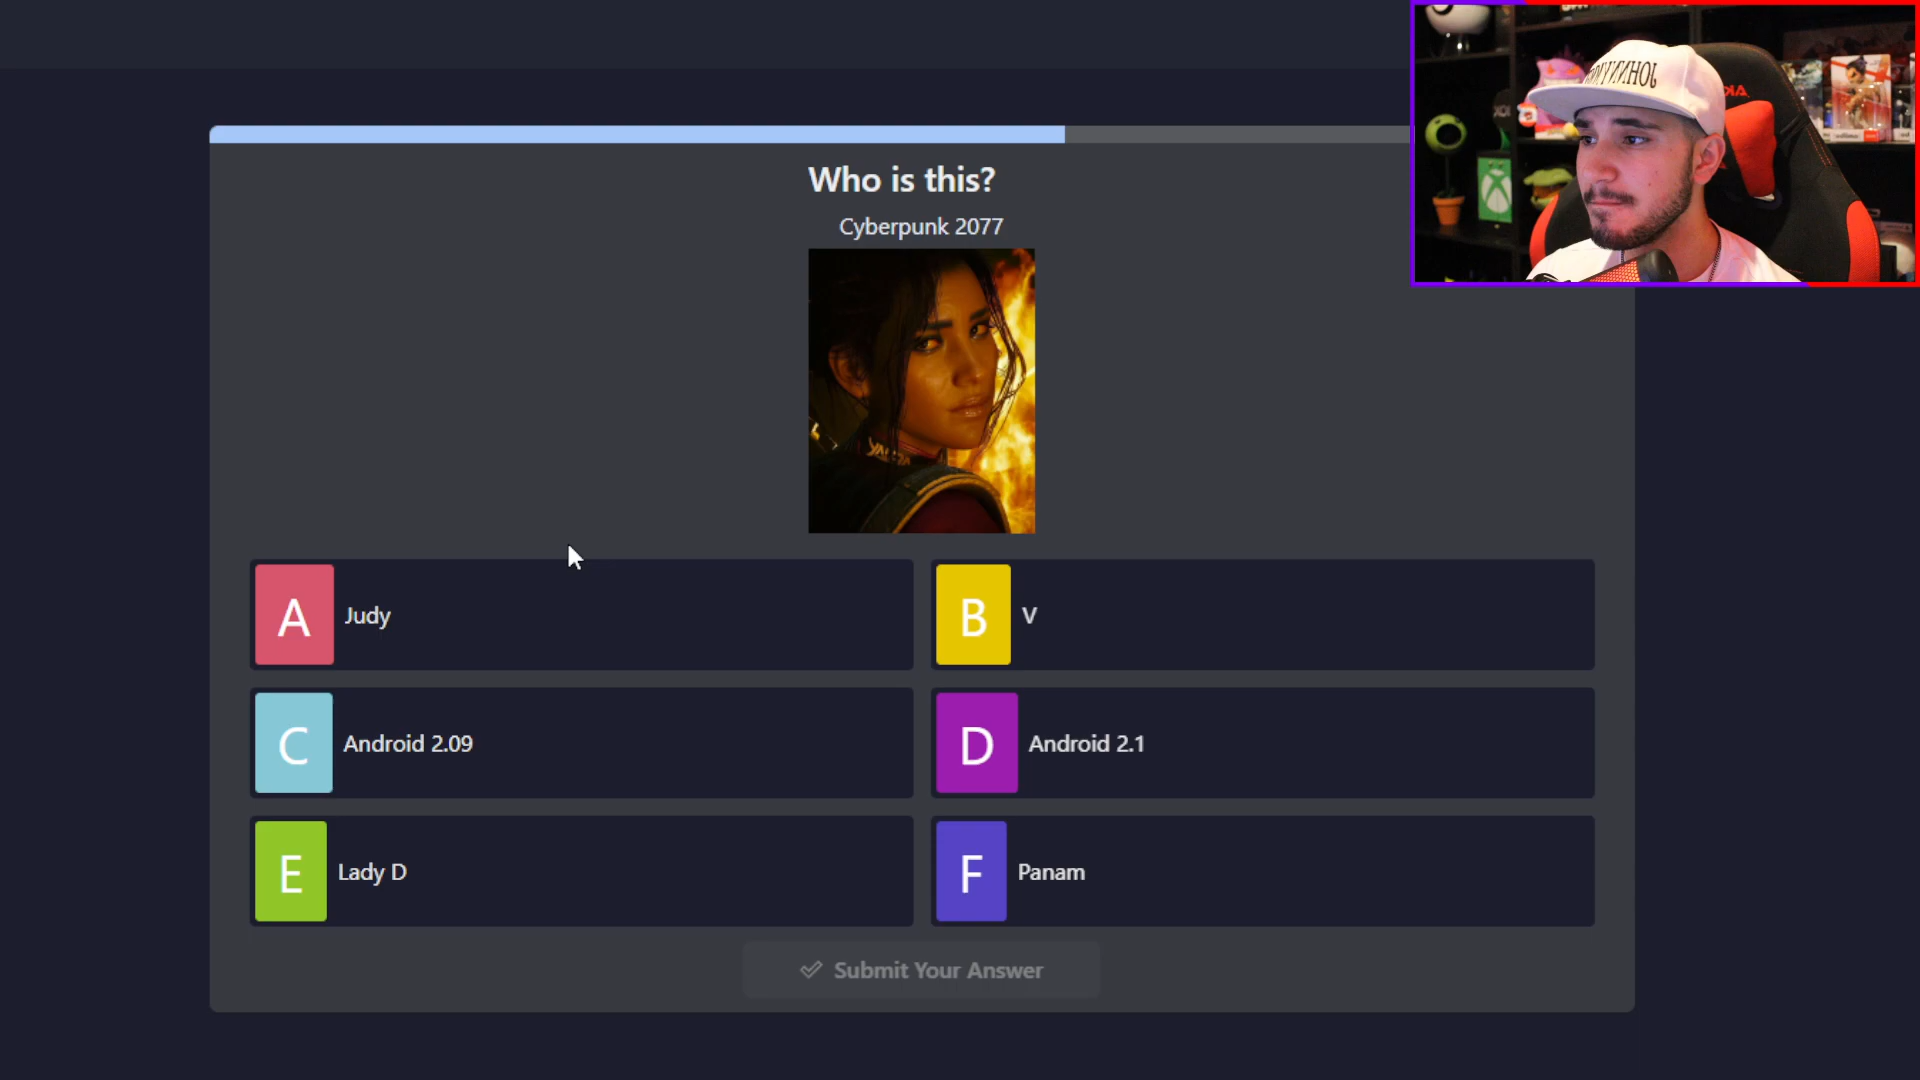 Who is this?
Cyberpunk 2077
A Judy
B V
C Android 2.09
D Android 2.1
E Lady D
F Panam
Submit Your Answer